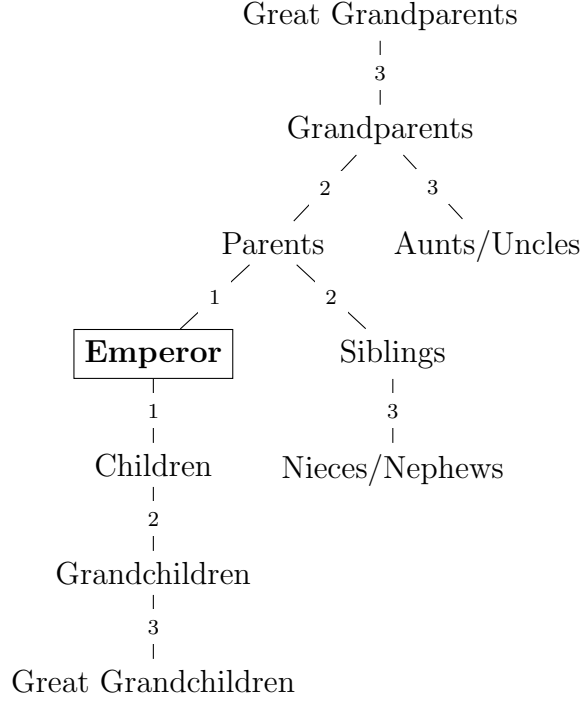 Great Grandparents
3
Grandparents
2 3
Parents Aunts/Uncles
1 2
Emperor Siblings
1 3
Children Nieces/Nephews
2
Grandchildren
3
Great Grandchildren